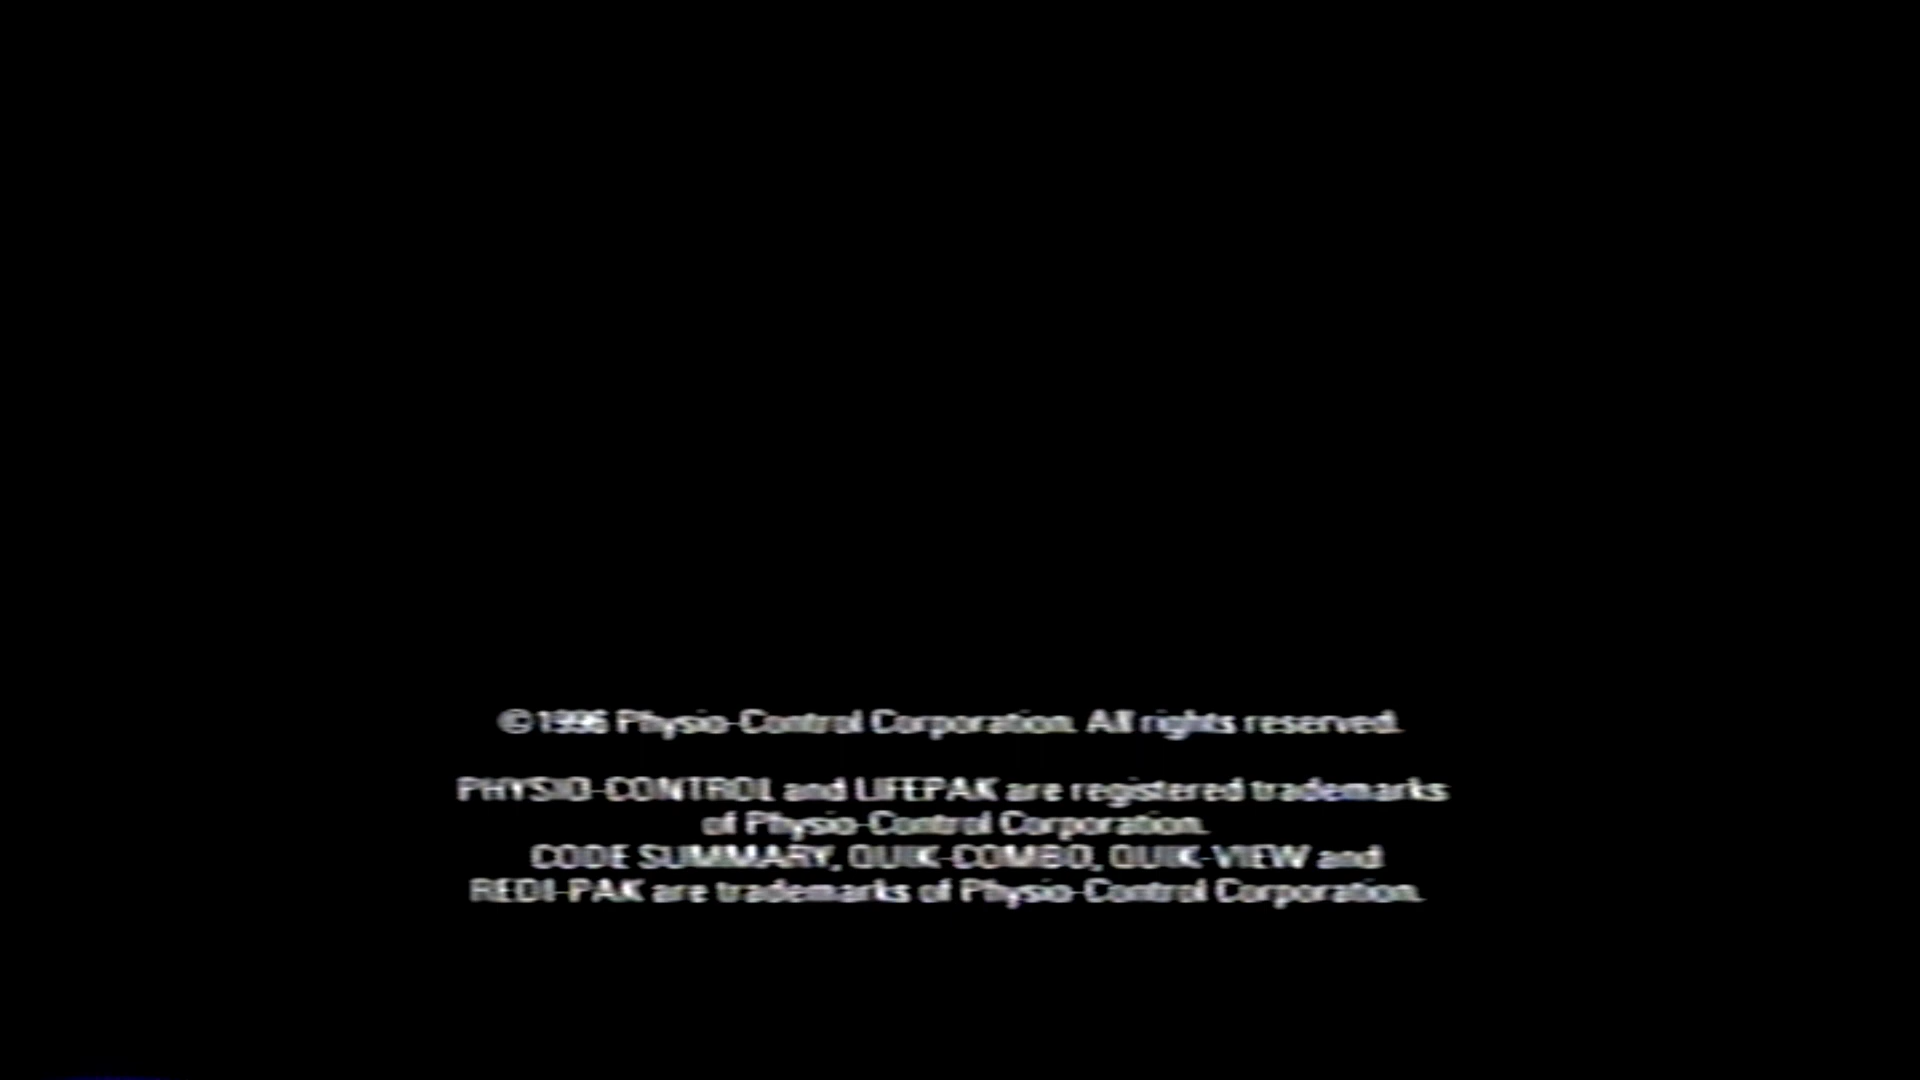 ©1996 Physio-Control Corporation. All rights reserved.
PHYSIO-CONTROL and LIFEPAK are registered trademarks
of Physio-Control Corporation.
CODE SUMMARY, QUIK-COMBO, QUIK-VIEW and
REDI-PAK are trademarks of Physio-Control Corporation.